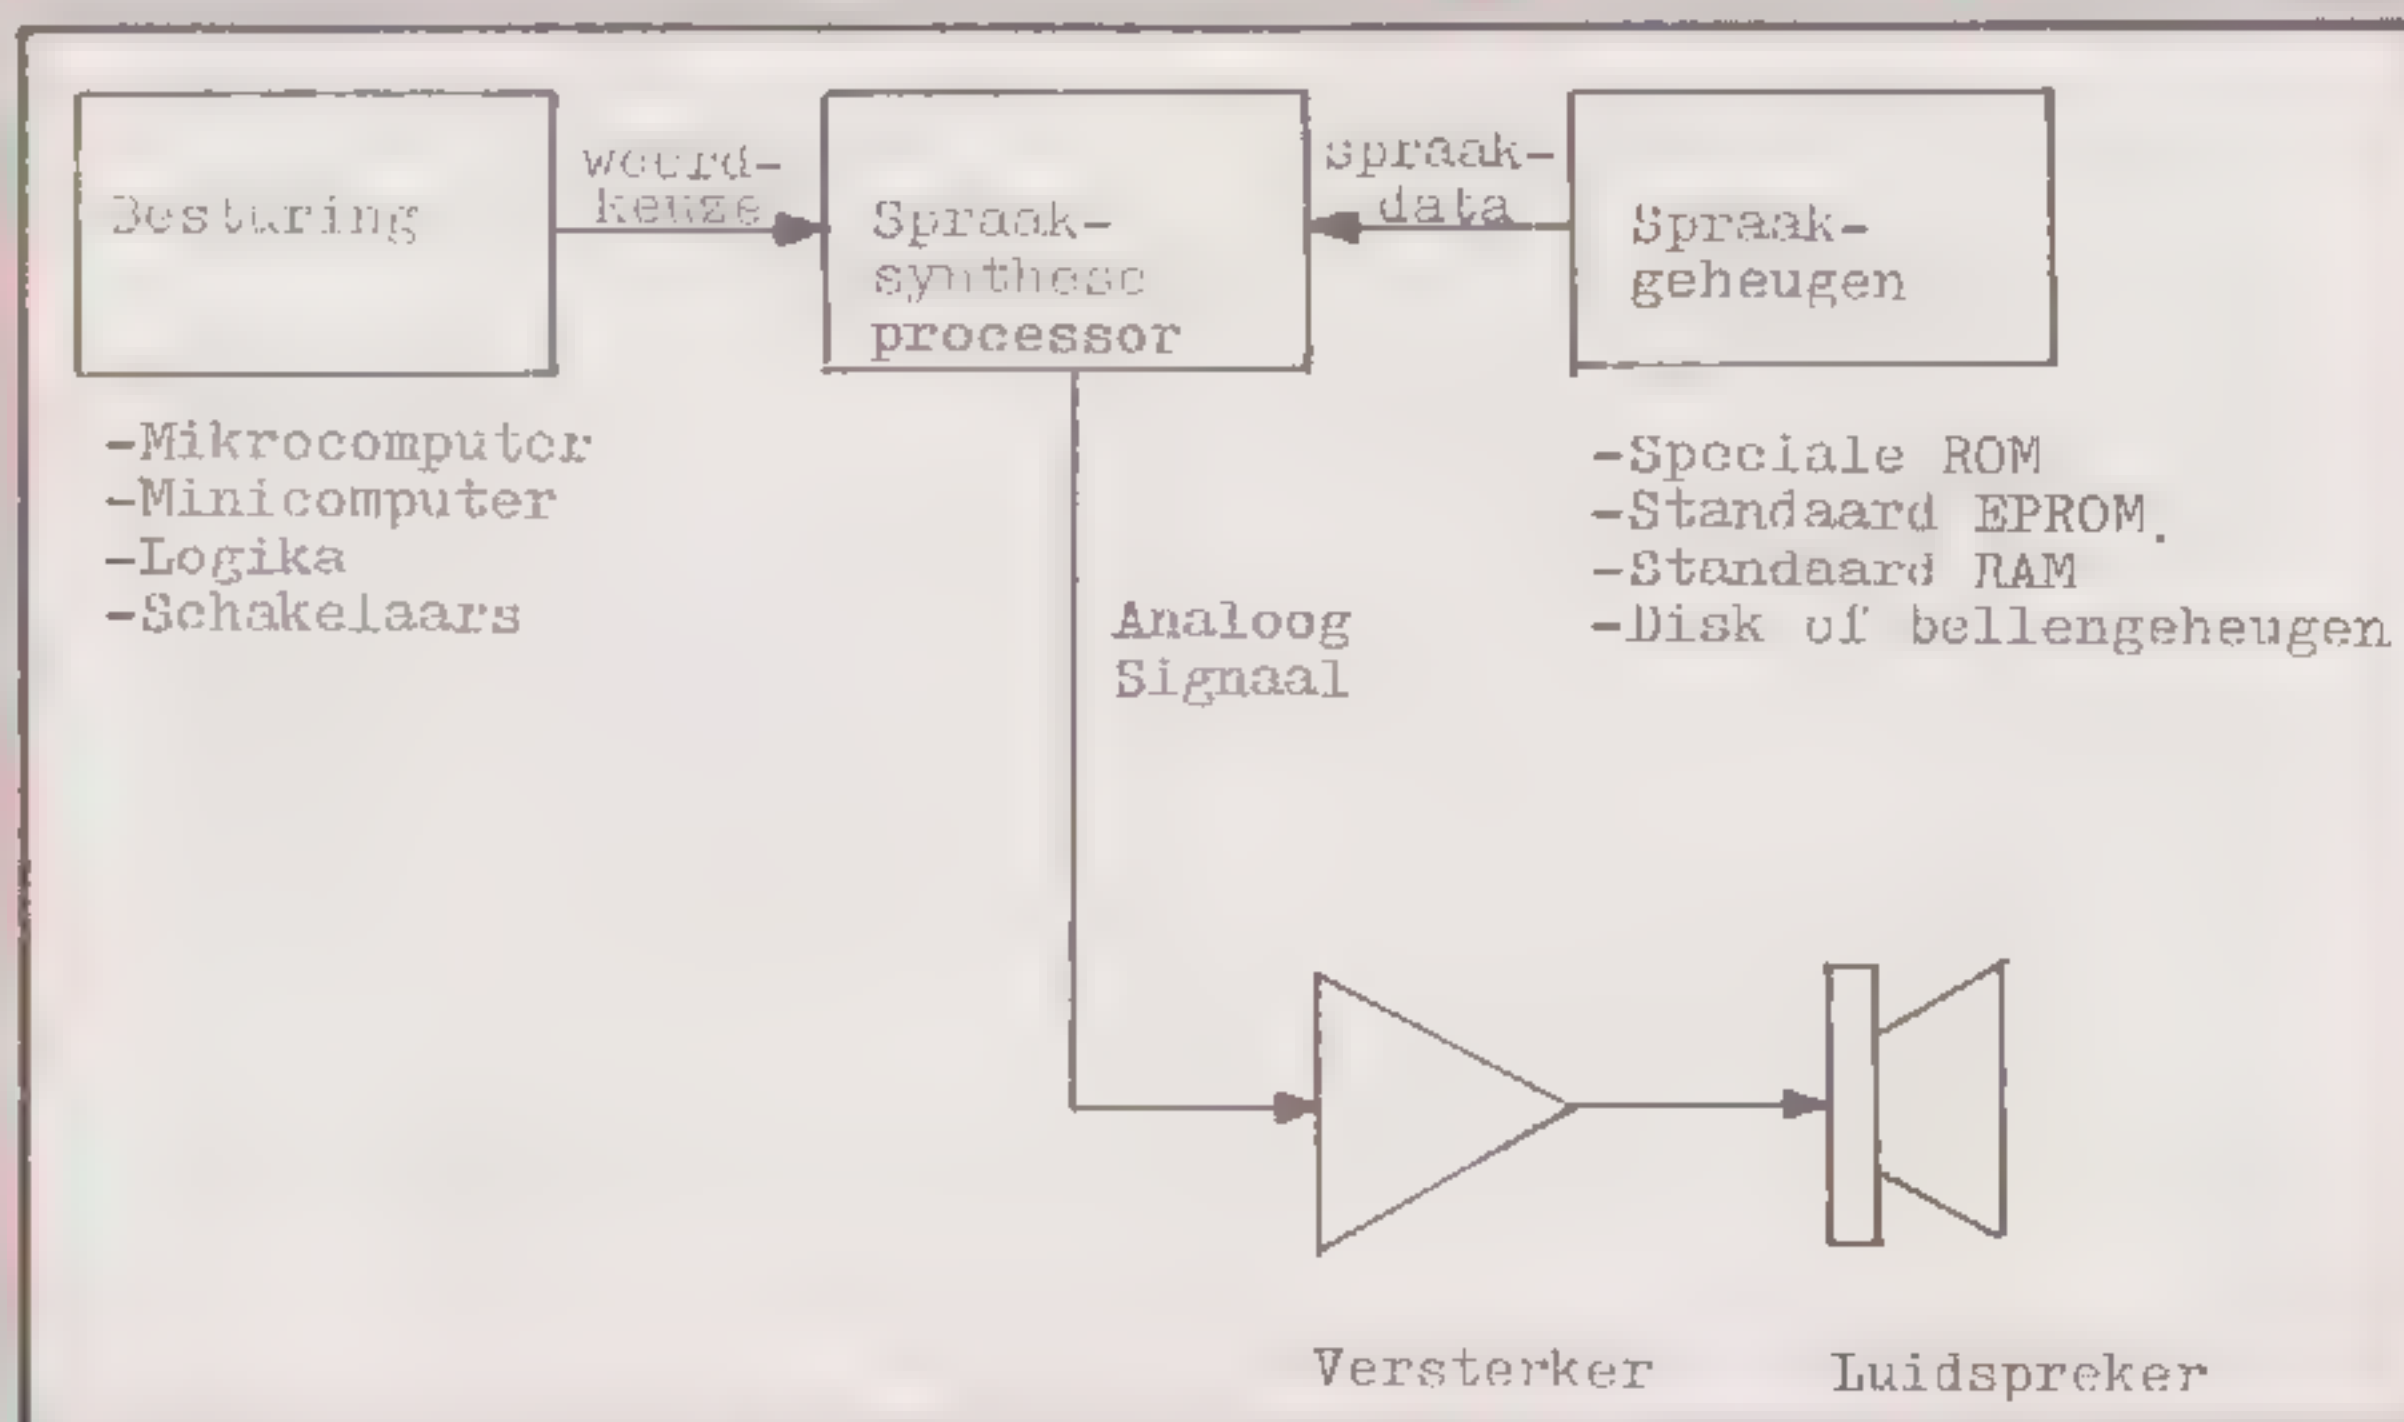 Besturing
woord-
keuze
Spraak-
synthese
processor
spraak-
data
Spraak-
geheugen
-Mikrocomputer
-Minicomputer
-Logika
-Schakelaars
-Speciale ROM
-Standaard EPROM.
-Standaard RAM
-Disk of bellengeheugen
Analoog
Signaal
Versterker
Luidspreker